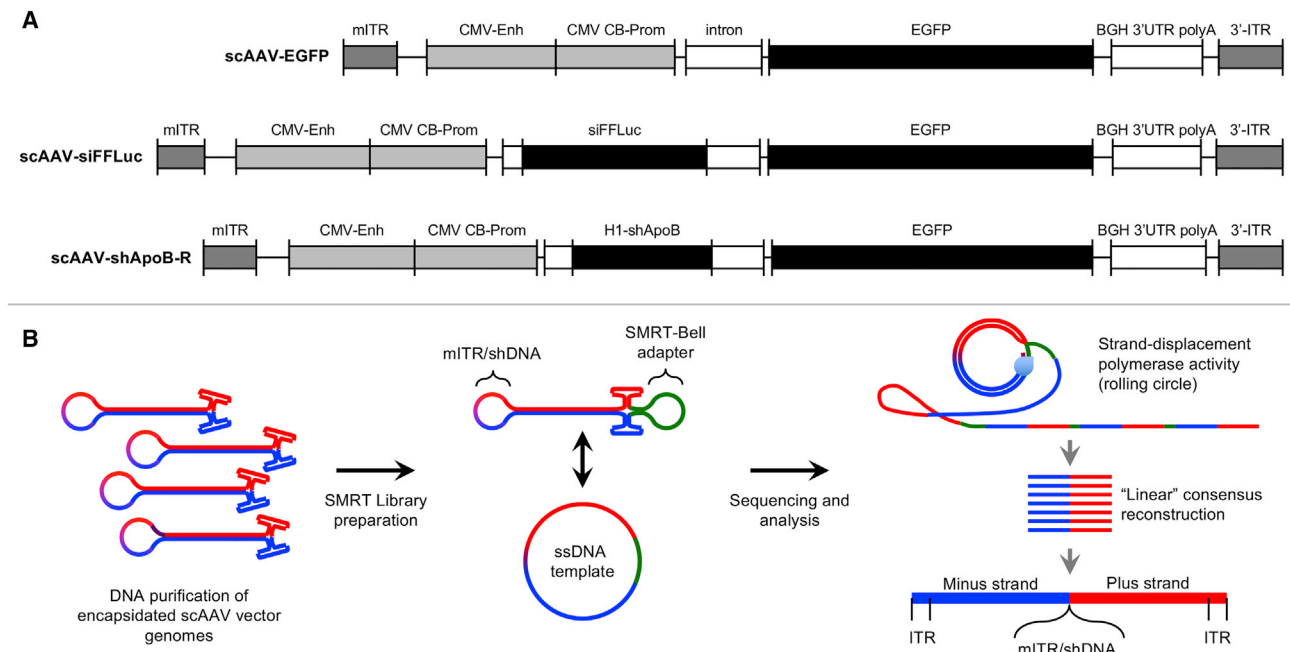 A
mITR CMV-Enh CMV CB-Prom intron EGFP BGH 3'UTR polyA 3'-ITR
scAAV-EGFP
mITR CMV-Enh CMV CB-Prom siFFLuc EGFP BGH 3'UTR polyA 3'-ITR
scAAV-siFFLuc
mITR CMV-Enh CMV CB-Prom H1-shApoB EGFP BGH 3'UTR polyA 3'-ITR
scAAV-shApoB-R
B
DNA purification of
encapsidated scAAV vector
genomes
SMRT Library
preparation
mITR/shDNA
SMRT-Bell
adapter
ssDNA
template
Sequencing and
analysis
Strand-displacement
polymerase activity
(rolling circle)
“Linear” consensus
reconstruction
Minus strand Plus strand
ITR ITR
mITR/shDNA